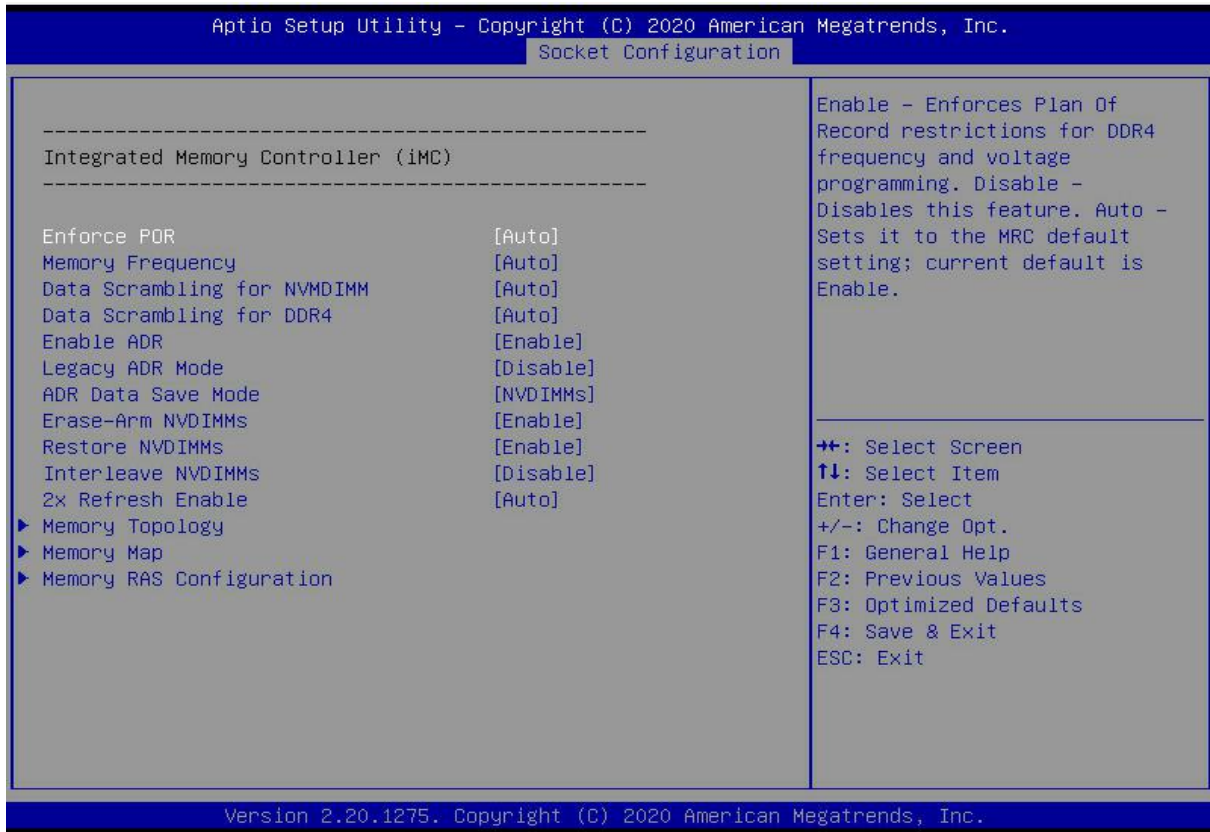 Aptio Setup Utility – Copyright (C) 2020 American Megatrends, Inc.
Socket Configuration
--------------------------------------------------
Integrated Memory Controller (iMC)
--------------------------------------------------
Enforce POR [Auto]
Memory Frequency [Auto]
Data Scrambling for NVMDIMM [Auto]
Data Scrambling for DDR4 [Auto]
Enable ADR [Enable]
Legacy ADR Mode [Disable]
ADR Data Save Mode [NVDIMMs]
Erase-Arm NVDIMMs [Enable]
Restore NVDIMMs [Enable]
Interleave NVDIMMs [Disable]
2x Refresh Enable [Auto]
Memory Topology
Memory Map
Memory RAS Configuration
Enable – Enforces Plan Of
Record restrictions for DDR4
frequency and voltage
programming. Disable –
Disables this feature. Auto –
Sets it to the MRC default
setting; current default is
Enable.
→←: Select Screen
↑↓: Select Item
Enter: Select
+/-: Change Opt.
F1: General Help
F2: Previous Values
F3: Optimized Defaults
F4: Save & Exit
ESC: Exit
Version 2.20.1275. Copyright (C) 2020 American Megatrends, Inc.